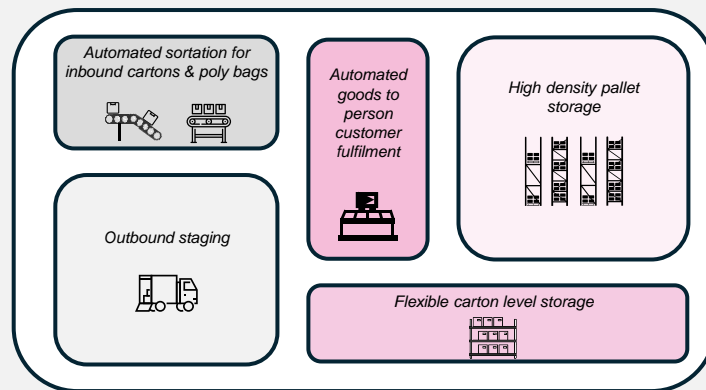 Automated sortation for
inbound cartons & poly bags
Automated
goods to
person
customer
fulfilment
High density pallet
storage
Outbound staging
Flexible carton level storage